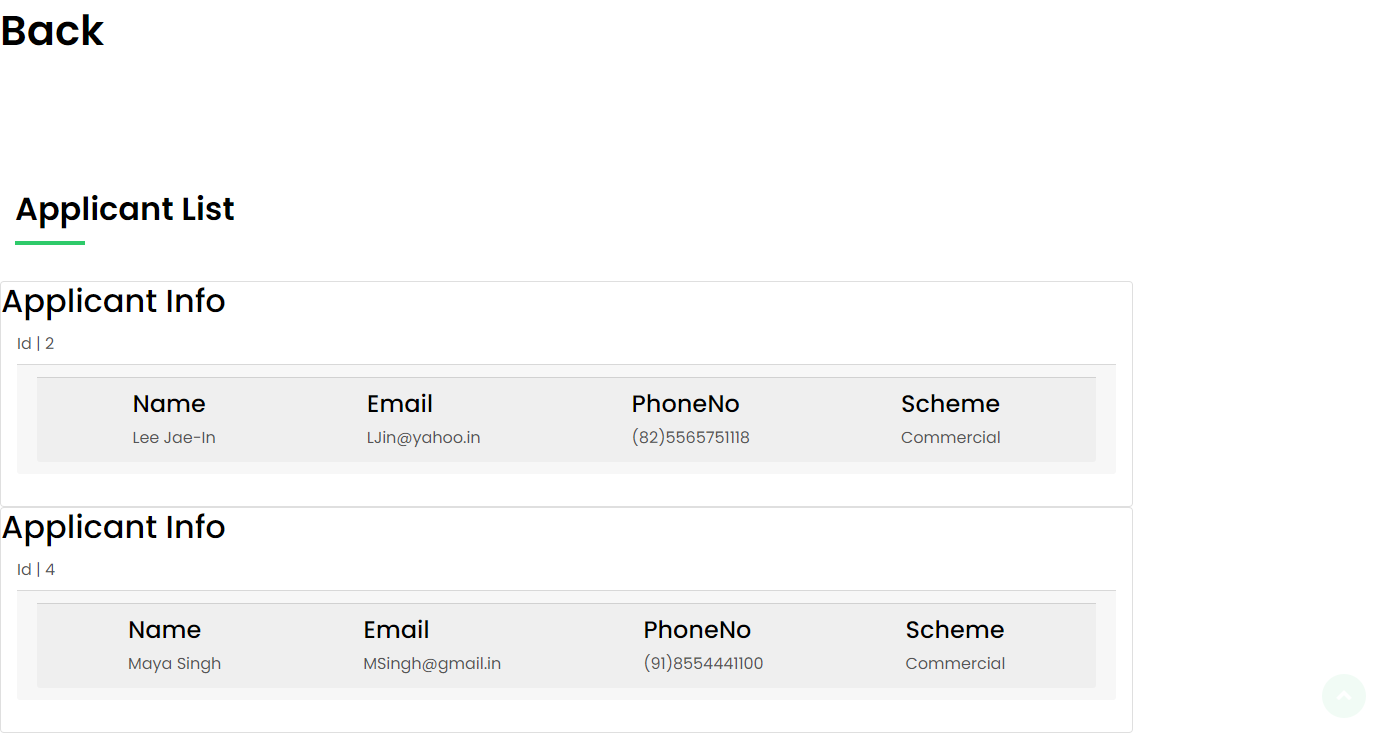 Back
Applicant List
Applicant Info
Id | 2
Name Email PhoneNo Scheme
Lee Jae-In LJin@yahoo.in (82)5565751118 Commercial
Applicant Info
Id | 4
Name Email PhoneNo Scheme
Maya Singh MSingh@gmail.in (91)8554441100 Commercial